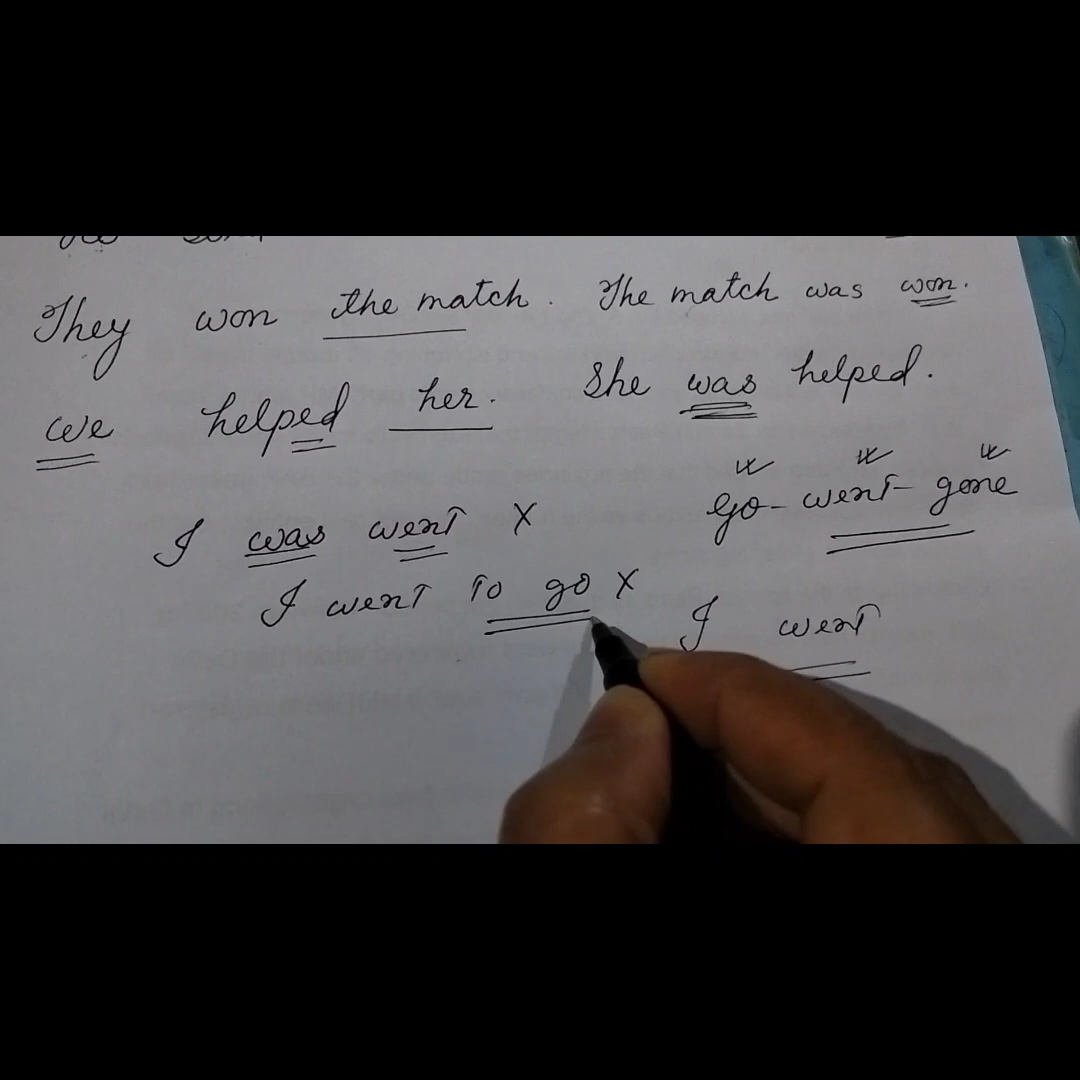 They won the match. The match was won.
We helped her. She was helped.
go - went - gone
I was went X
I went to go X
I went